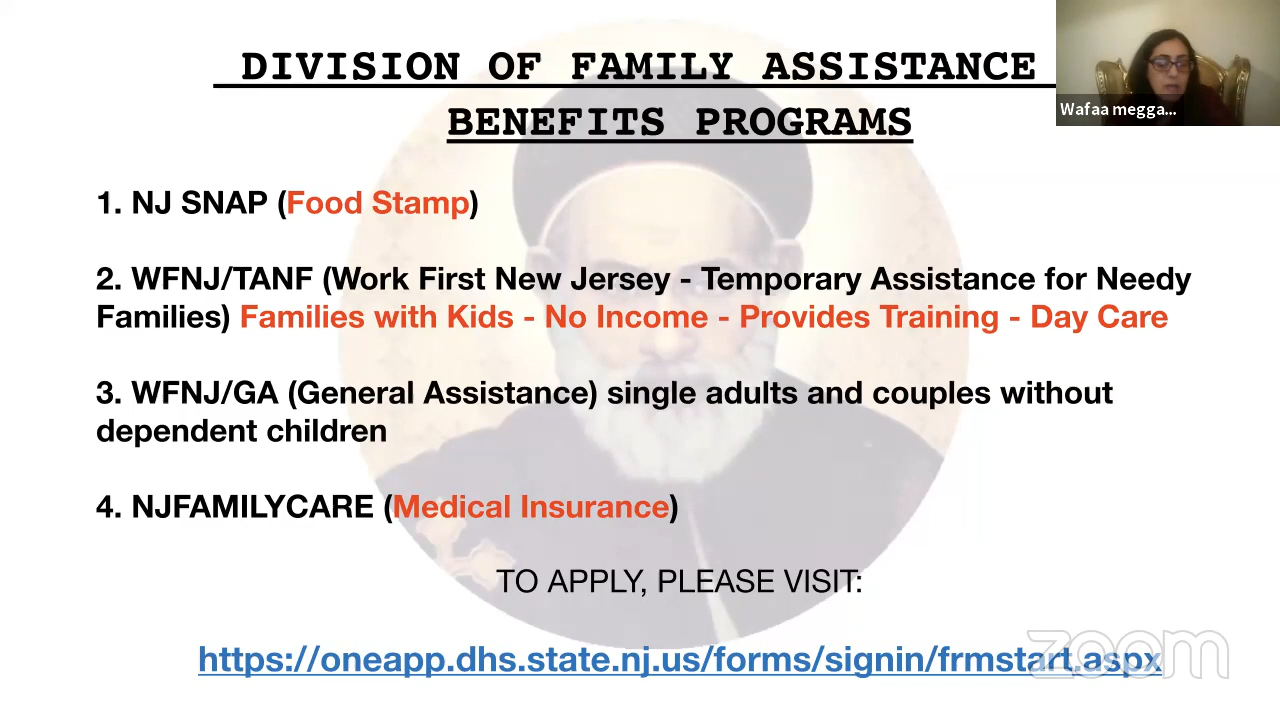 DIVISION OF FAMILY ASSISTANCE
BENEFITS PROGRAMS
Wafaa megga...
1. NJ SNAP (Food Stamp)
2. WFNJ/TANF (Work First New Jersey - Temporary Assistance for Needy
Families) Families with Kids - No Income - Provides Training - Day Care
3. WFNJ/GA (General Assistance) single adults and couples without
dependent children
4. NJFAMILYCARE (Medical Insurance)
TO APPLY, PLEASE VISIT:
https://oneapp.dhs.state.nj.us/forms/signin/frmstart.aspx
zoom